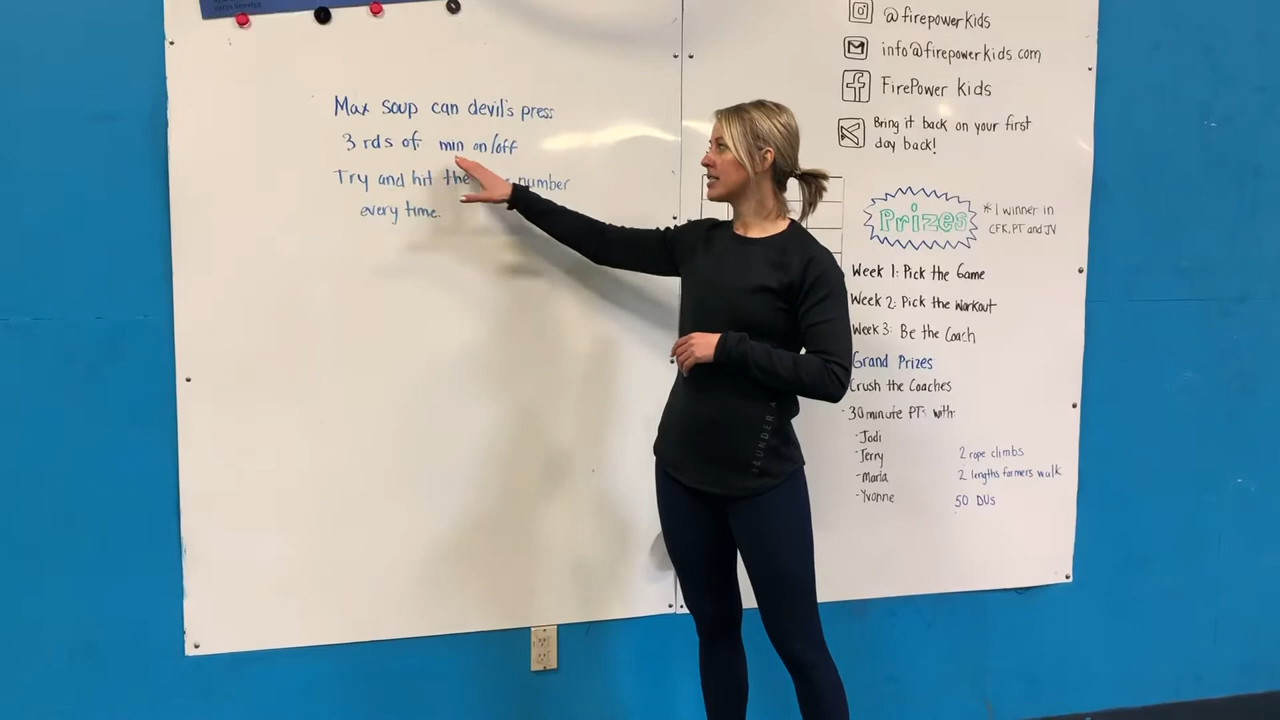 @firepowerkids
info@firepowerkids.com
FirePower Kids
Bring it back on your first
day back!
Max soup can devil's press
3 rds of: min on/off
Try and hit the number
every time.
Prizes
*1 winner in
CFK, PT and JV
Week 1: Pick the Game
Week 2: Pick the Workout
Week 3: Be the Coach
Grand Prizes
Crush the Coaches
30 minute PT with:
-Jodi
-Jerry
-Maria
-Yvonne
2 rope climbs
2 lengths farmers walk
50 DUs
UNDER A